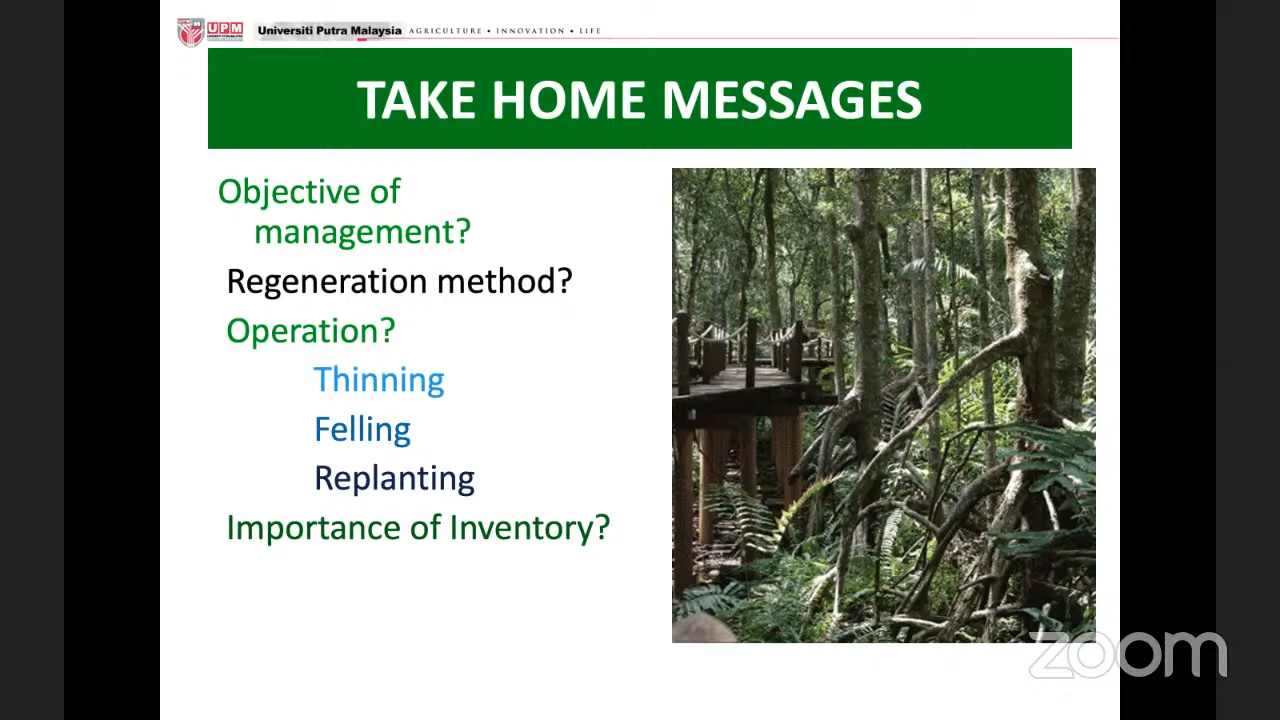 UPM
Universiti Putra Malaysia AGRICULTURE • INNOVATION • LIFE
TAKE HOME MESSAGES
Objective of
management?
Regeneration method?
Operation?
Thinning
Felling
Replanting
Importance of Inventory?
zoom